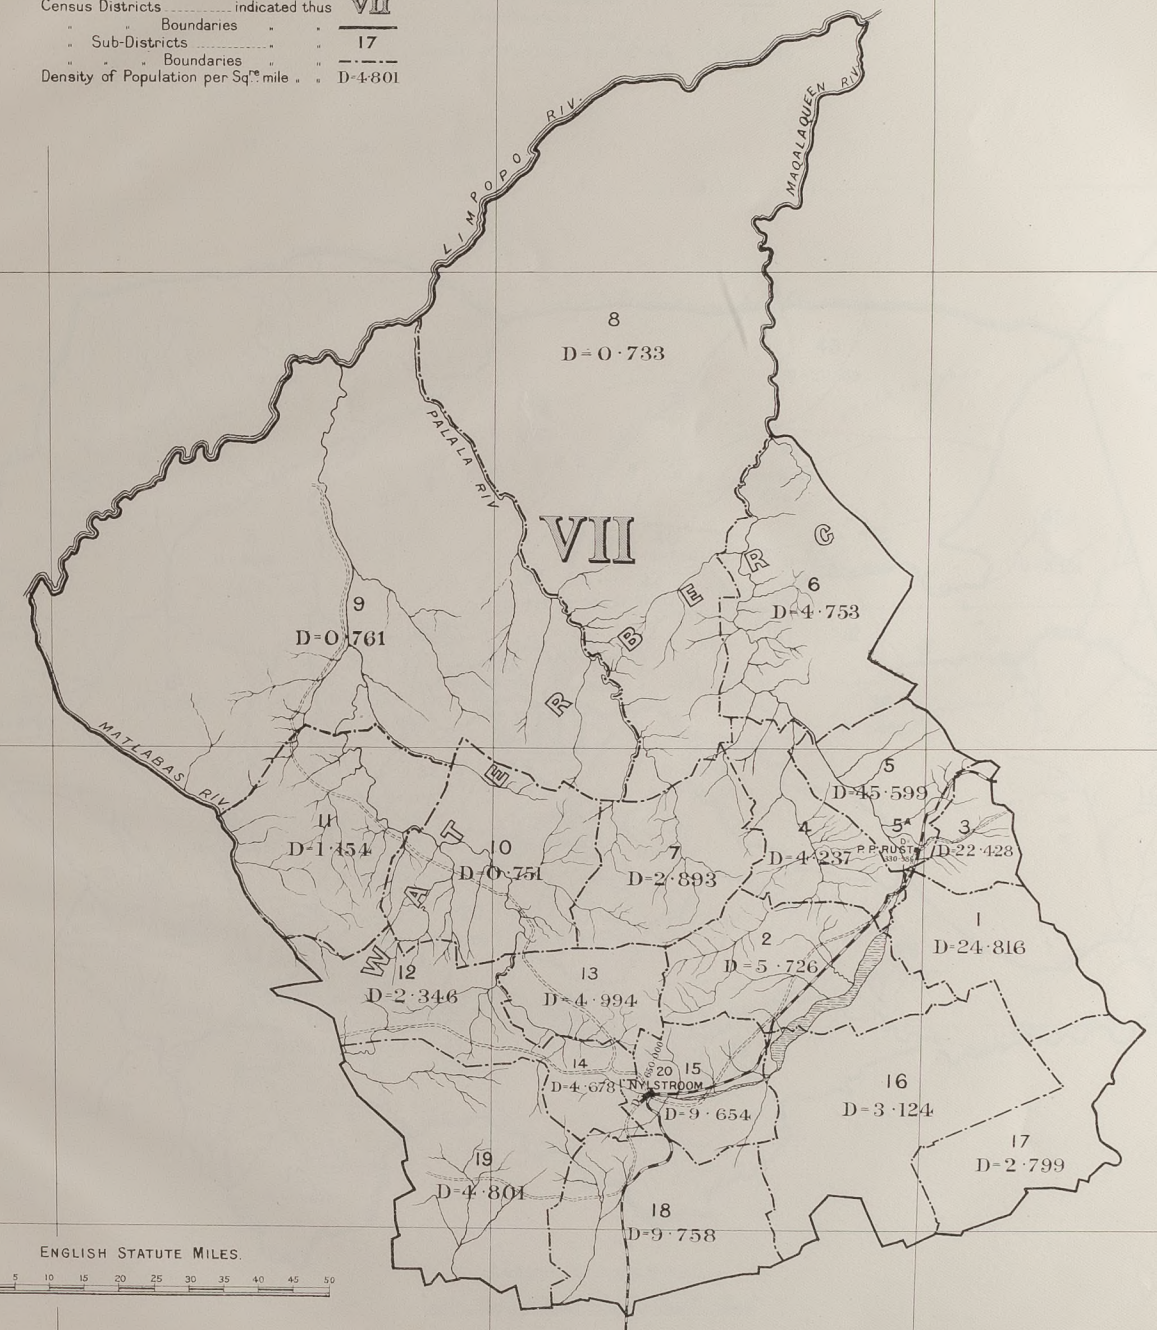 Census Districts indicated thus VII
" " Boundaries " "
" Sub-Districts " " 17
" " " Boundaries " "
Density of Population per Sqre. mile " " D=4·801
LIMPOPO RIV.
MAQALAQUEEN RIV.
8
D=0·733
PALALA RIV
VII
WATERBERG
6
D=4·753
9
D=0·761
MATLABAS RIV.
5
D=45·599
5A
P.P. RUST
3
D=22·428
11
D=1·154
10
D=0·751
7
D=2·893
4
D=4·237
1
D=24·816
2
D=5·726
12
D=2·346
13
D=4·994
14
D=4·678
20
15
NYLSTROOM
D=9·654
16
D=3·124
17
D=2·799
19
D=4·801
18
D=9·758
ENGLISH STATUTE MILES.
5 10 15 20 25 30 35 40 45 50